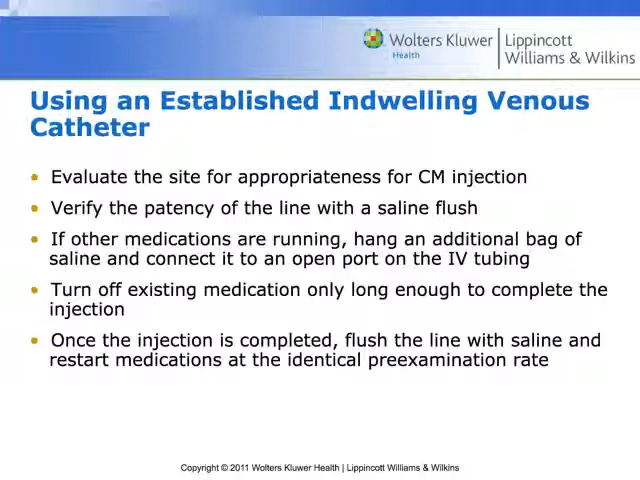 Wolters Kluwer
Health
Lippincott
Williams & Wilkins
Using an Established Indwelling Venous
Catheter
• Evaluate the site for appropriateness for CM injection
• Verify the patency of the line with a saline flush
• If other medications are running, hang an additional bag of
saline and connect it to an open port on the IV tubing
• Turn off existing medication only long enough to complete the
injection
• Once the injection is completed, flush the line with saline and
restart medications at the identical preexamination rate
Copyright © 2011 Wolters Kluwer Health | Lippincott Williams & Wilkins